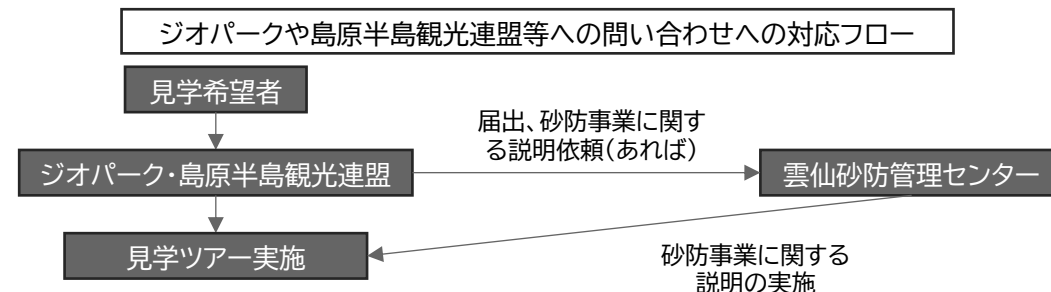 ジオパークや島原半島観光連盟等への問い合わせへの対応フロー
見学希望者
届出、砂防事業に関す
る説明依頼(あれば)
ジオパーク・島原半島観光連盟
雲仙砂防管理センター
見学ツアー実施
砂防事業に関する
説明の実施